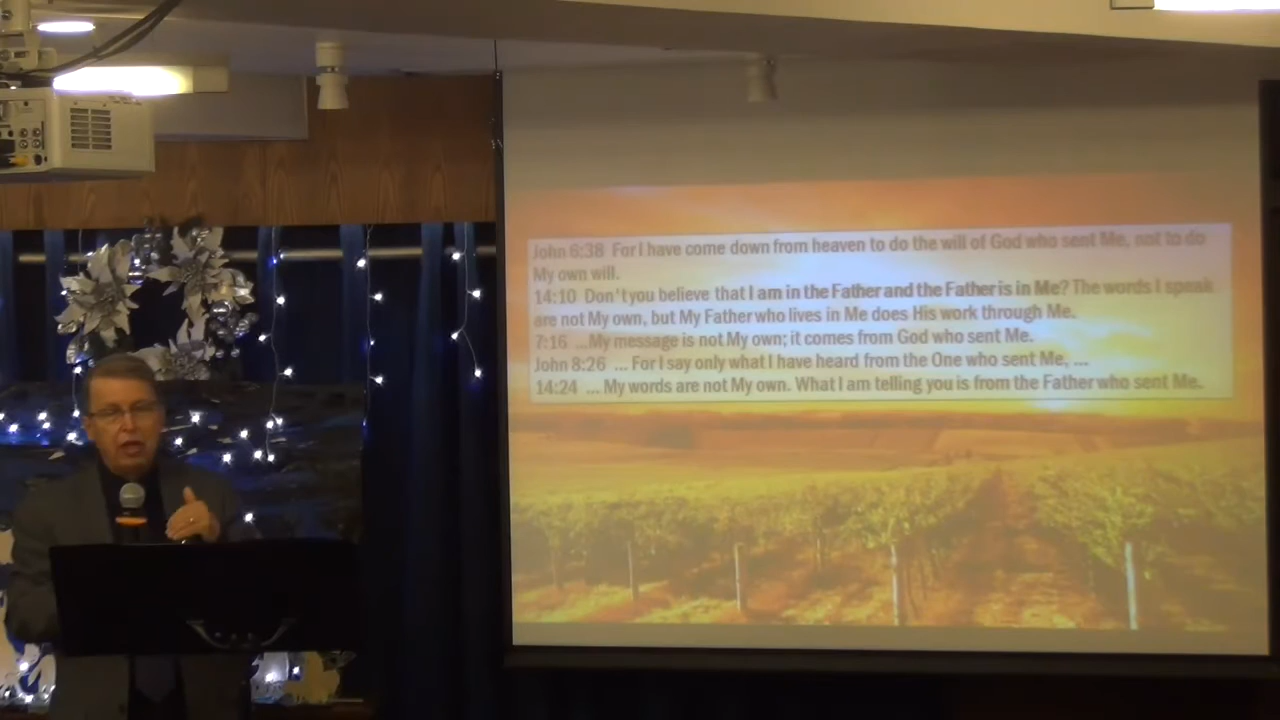 John 6:38 For I have come down from heaven to do the will of God who sent Me, not to do
My own will.
14:10 Don't you believe that I am in the Father and the Father is in Me? The words I speak
are not My own, but My Father who lives in Me does His work through Me.
7:16 ...My message is not My own; it comes from God who sent Me.
John 8:26 ... For I say only what I have heard from the One who sent Me, ...
14:24 ... My words are not My own. What I am telling you is from the Father who sent Me.